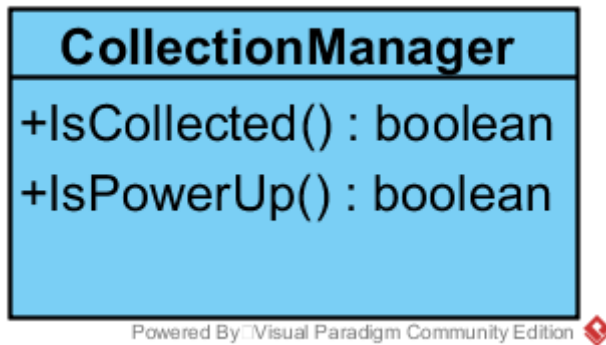 CollectionManager
+IsCollected() : boolean
+IsPowerUp() : boolean
Powered By Visual Paradigm Community Edition